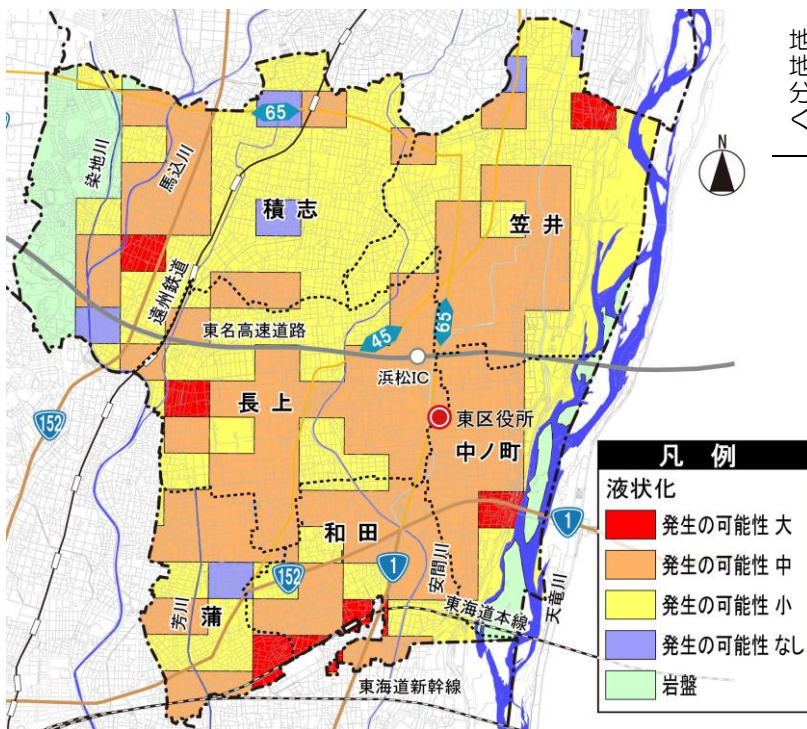 65
地
地
分
く
N
染地川
馬込川
積志
笠井
遠州鉄道
東名高速道路
45
65
浜松IC
152
長上
東区役所
中ノ町
凡例
液状化
発生の可能性 大
発生の可能性 中
発生の可能性 小
発生の可能性 なし
岩盤
1
和田
安間川
152
1
芳川
蒲
東海道本線
天竜川
東海道新幹線